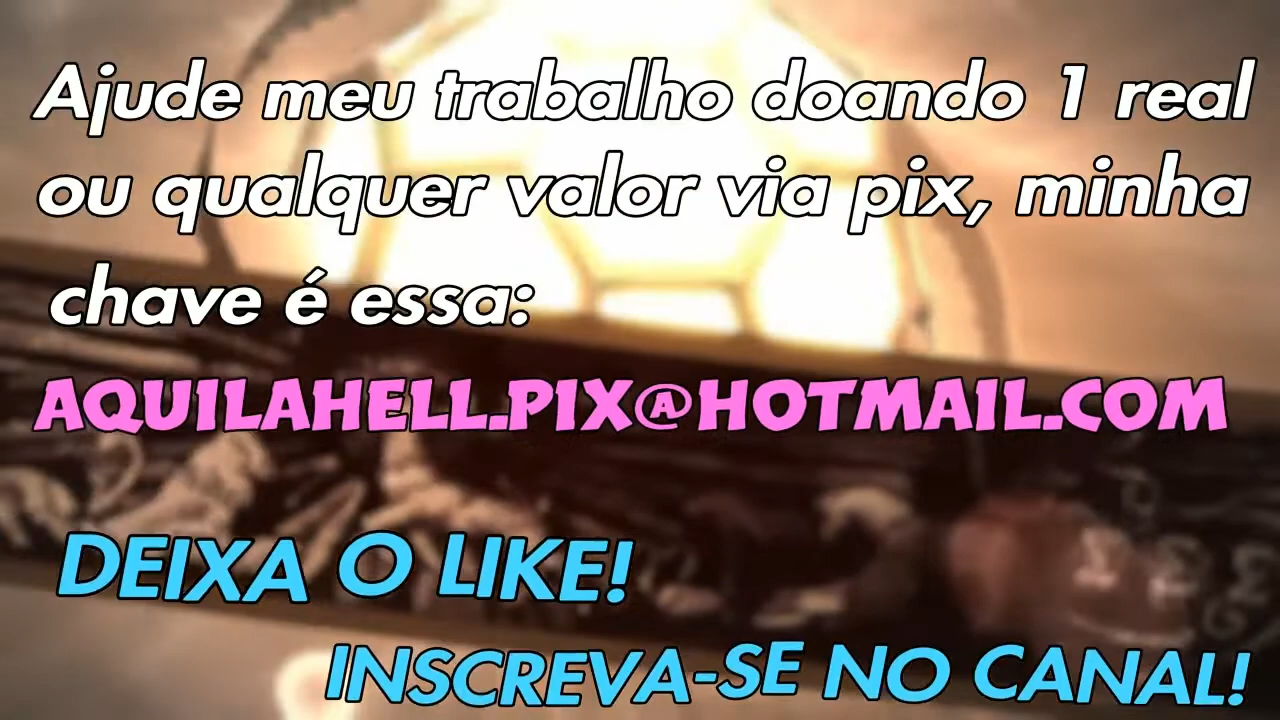 Ajude meu trabalho doando 1 real
ou qualquer valor via pix, minha
chave é essa:
AQUILAHELL.PIX@HOTMAIL.COM
DEIXA O LIKE!
INSCREVA-SE NO CANAL!